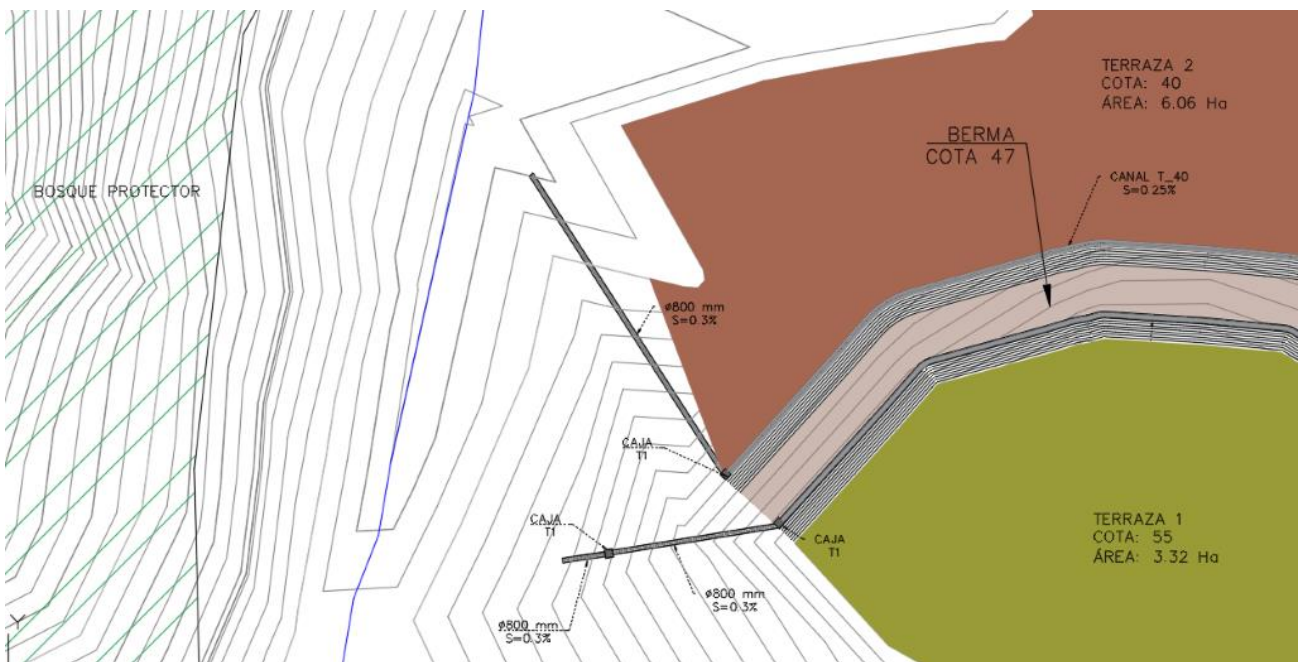 TERRAZA 2
COTA: 40
ÁREA: 6.06 Ha
BERMA
COTA 47
CANAL T_40
S=0.25%
BOSQUE PROTECTOR
ø800 mm
S=0.3%
CAJA
T1
CAJA
T1
CAJA
T1
TERRAZA 1
COTA: 55
ÁREA: 3.32 Ha
ø800 mm
S=0.3%
ø800 mm
S=0.3%
Y